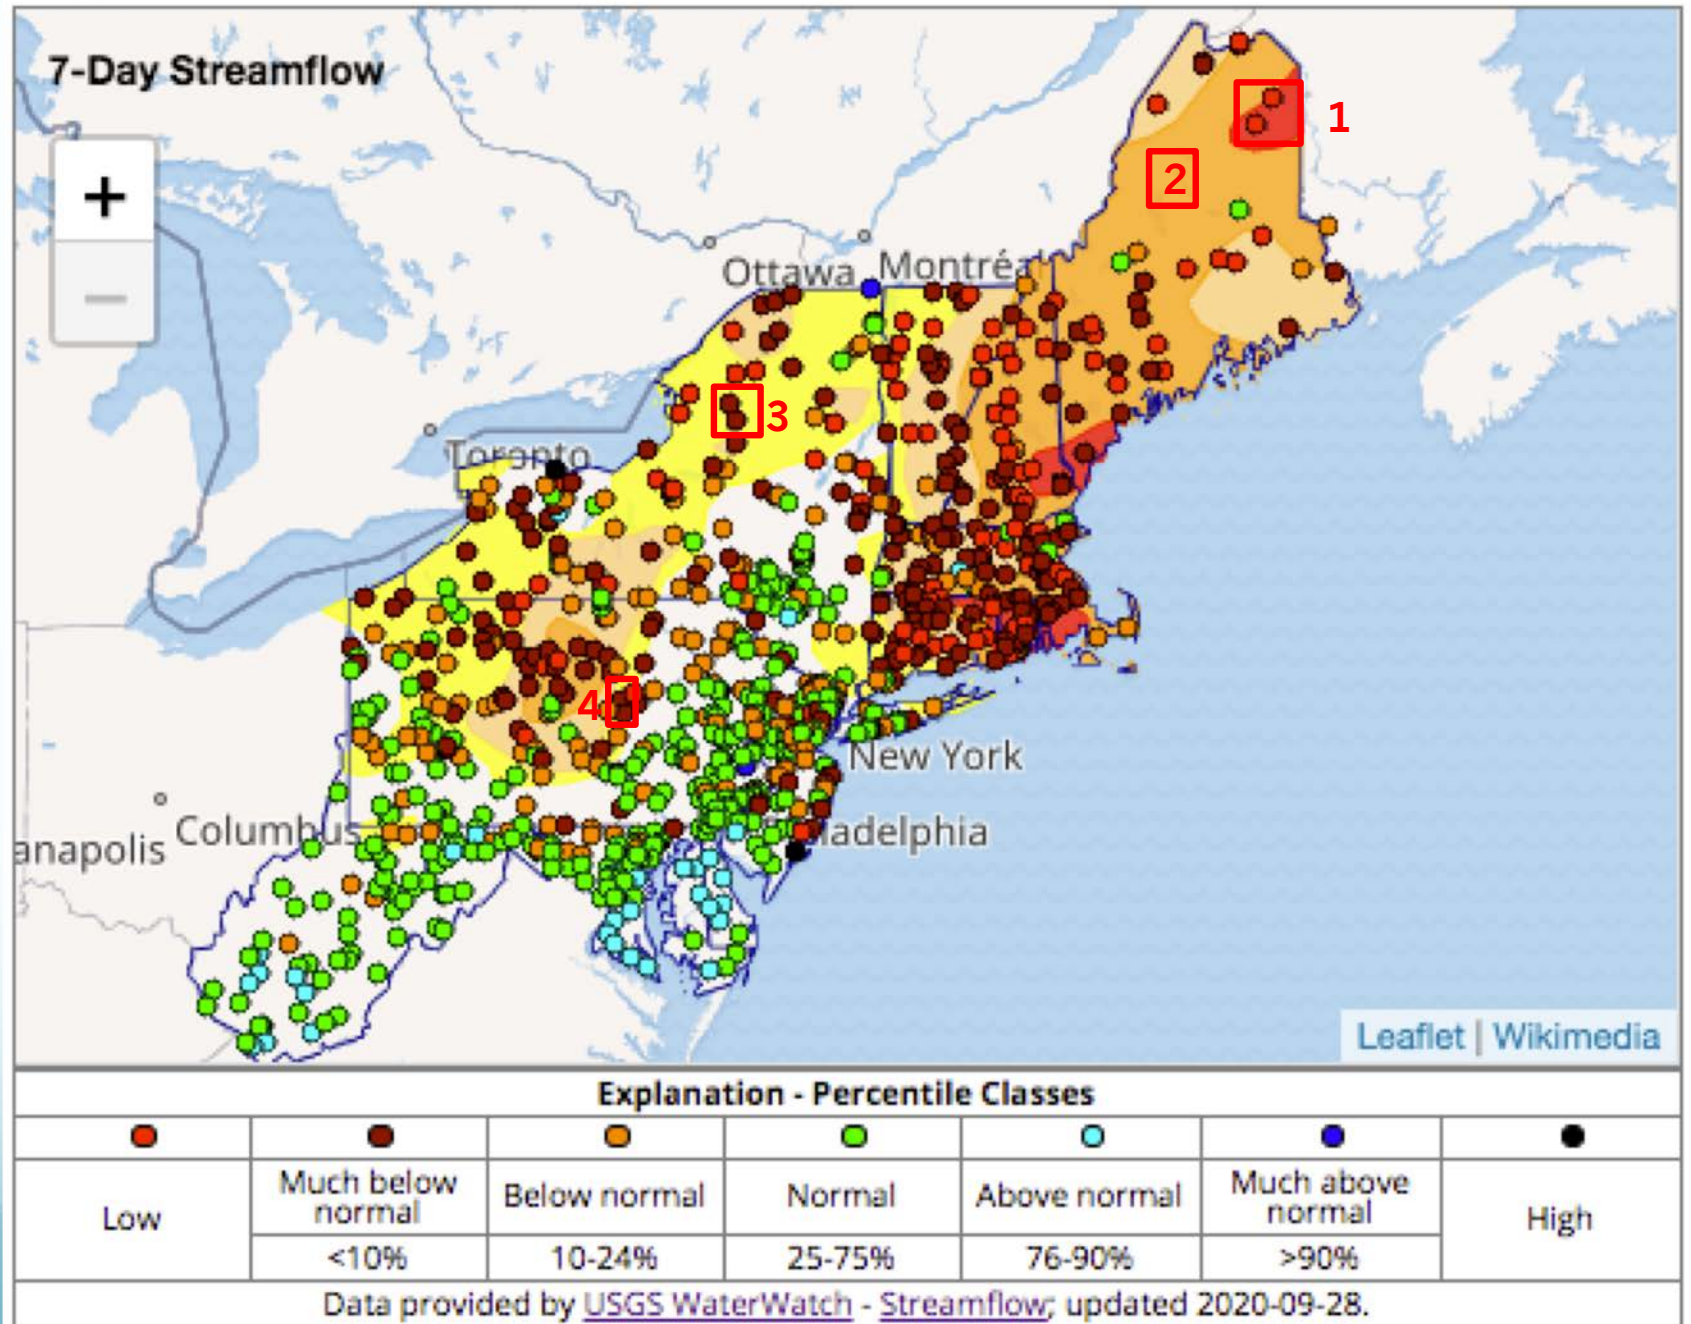 7-Day Streamflow
+
−
1
2
Ottawa
Montréal
3
Toronto
4
New York
Columbus
ladelphia
anapolis
Leaflet | Wikimedia
Explanation - Percentile Classes
Low
Much below
normal
<10%
Below normal
10-24%
Normal
25-75%
Above normal
76-90%
Much above
normal
>90%
High
Data provided by USGS WaterWatch - Streamflow; updated 2020-09-28.